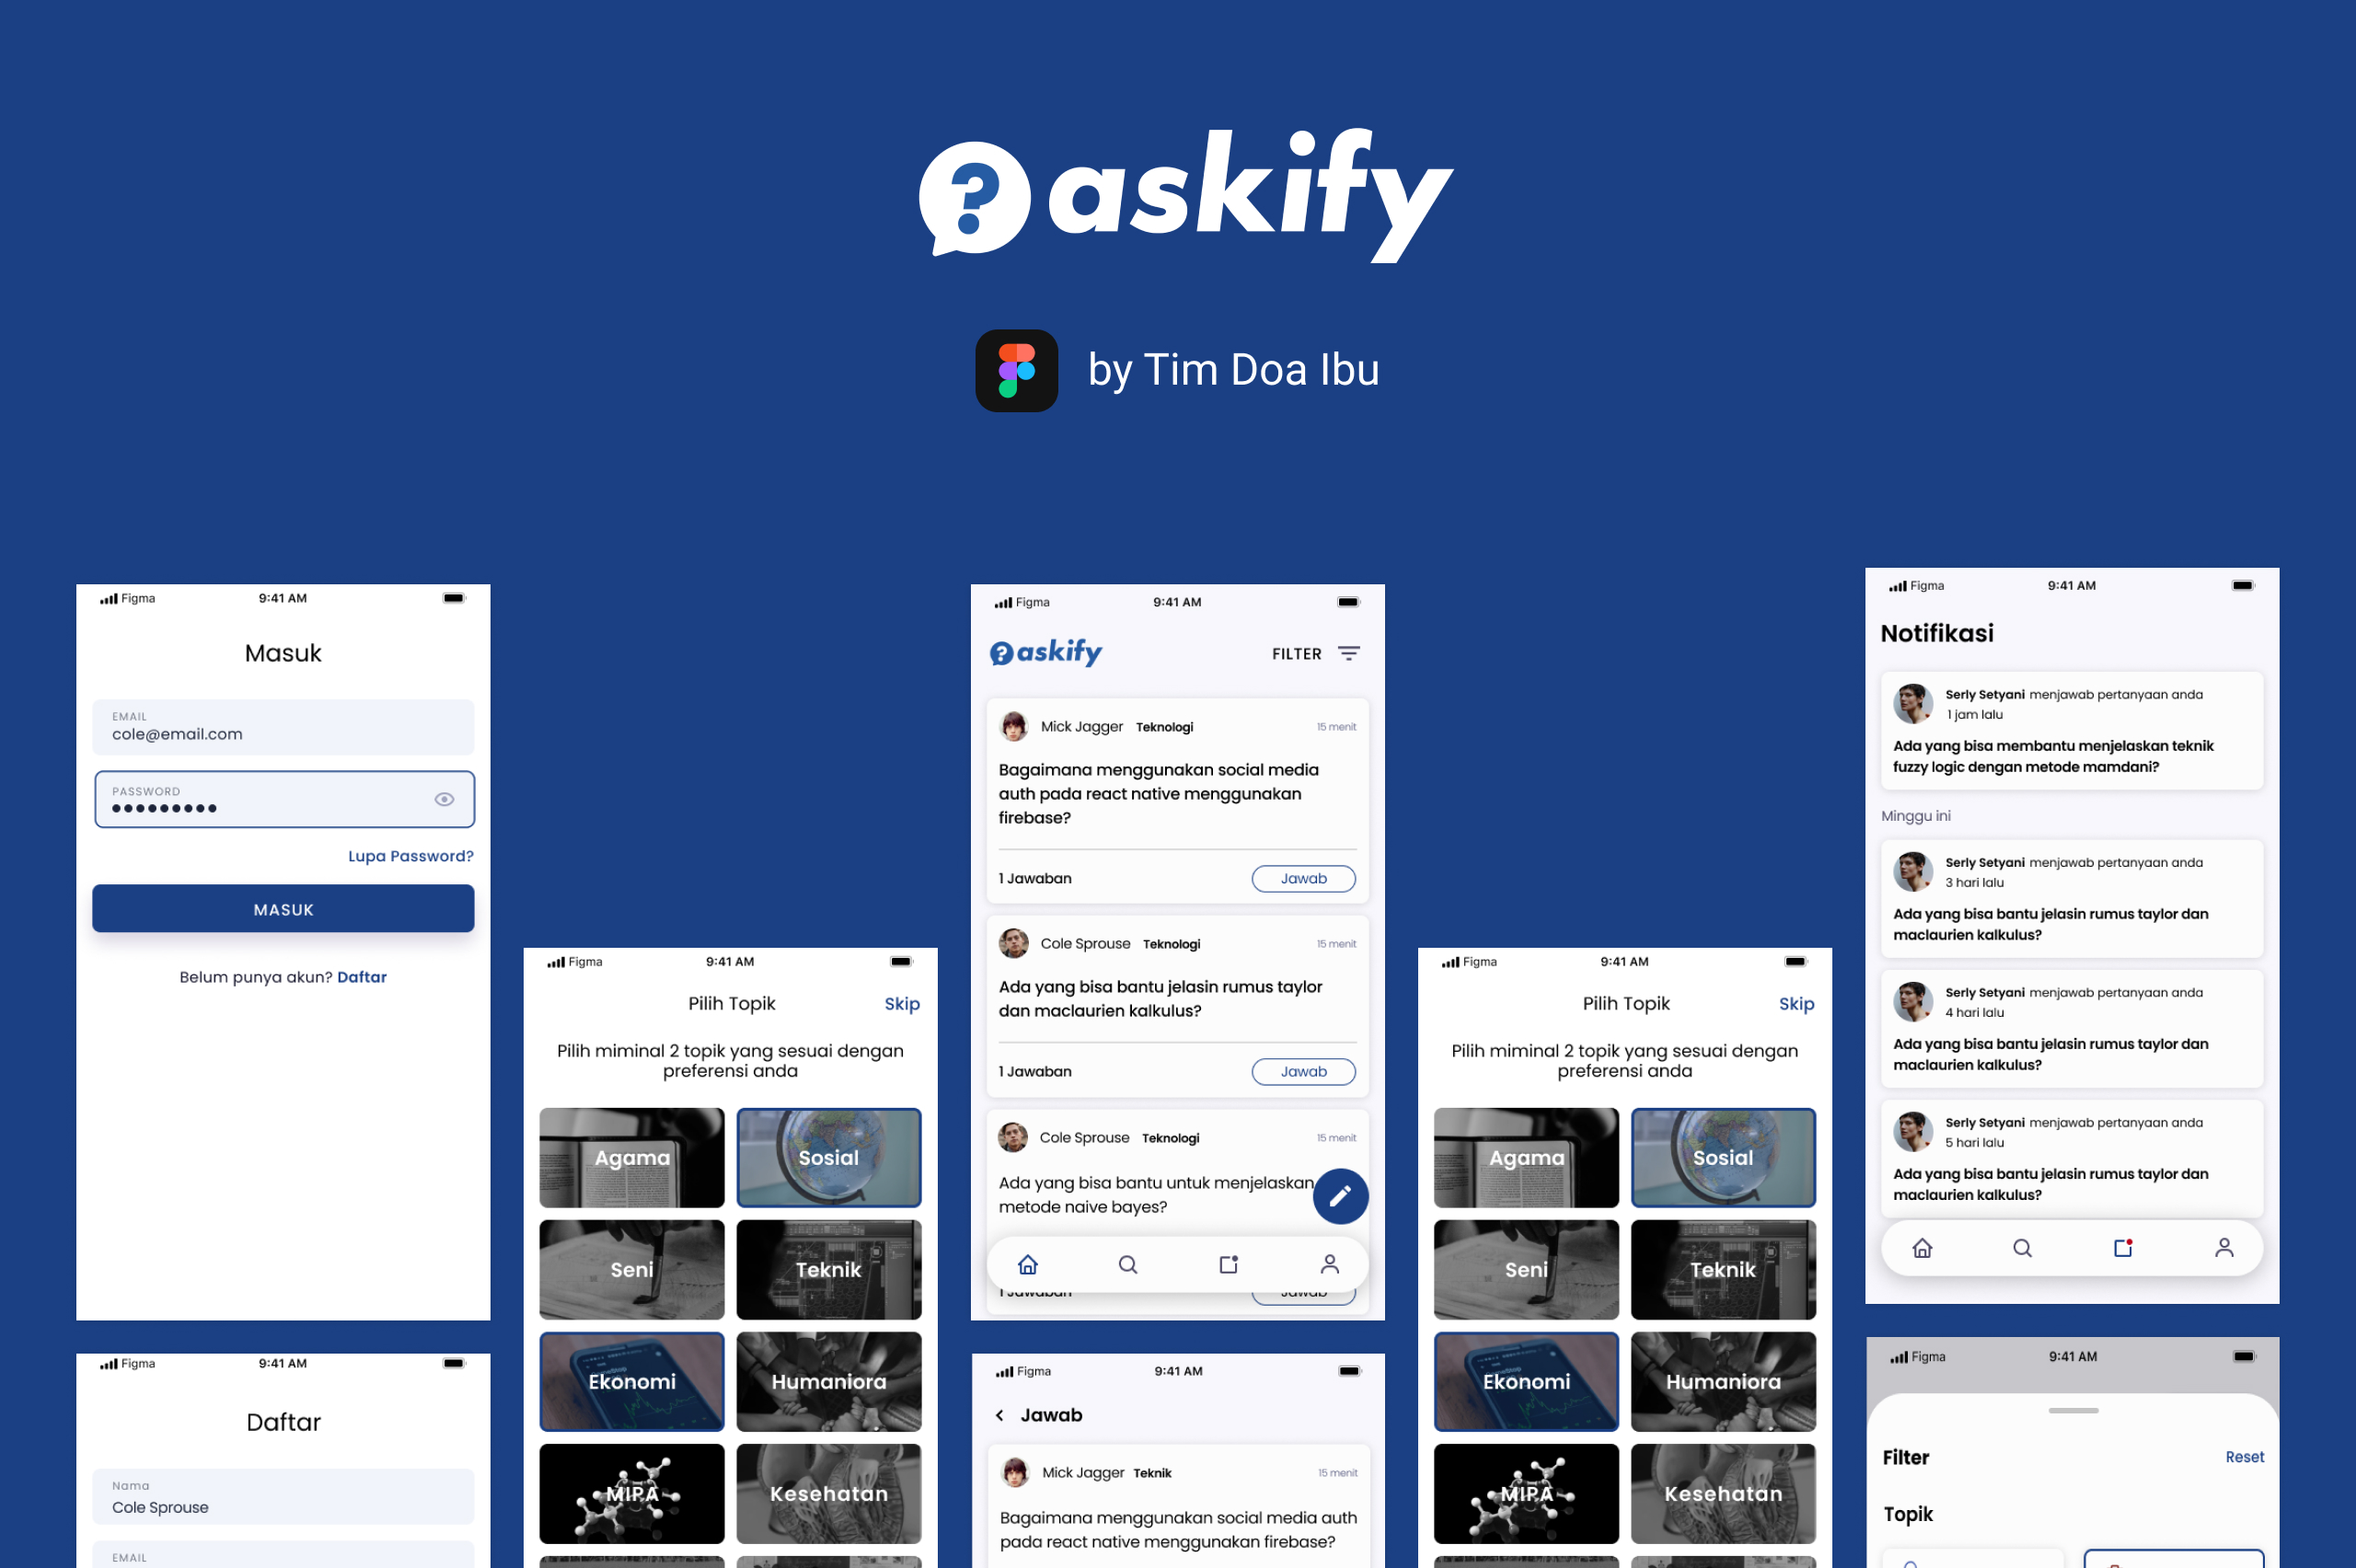 askify
by Tim Doa Ibu
Figma
9:41 AM
Masuk
EMAIL
cole@email.com
PASSWORD
Lupa Password?
MASUK
Belum punya akun? Daftar
Figma
9:41 AM
Daftar
Nama
Cole Sprouse
EMAIL
Figma
9:41 AM
Pilih Topik
Skip
Pilih miminal 2 topik yang sesuai dengan
preferensi anda
Agama
Sosial
Seni
Teknik
Ekonomi
Humaniora
MIPA
Kesehatan
Figma
9:41 AM
askify
FILTER
Mick Jagger Teknologi
15 menit
Bagaimana menggunakan social media
auth pada react native menggunakan
firebase?
1 Jawaban
Jawab
Cole Sprouse Teknologi
15 menit
Ada yang bisa bantu jelasin rumus taylor
dan maclaurien kalkulus?
1 Jawaban
Jawab
Cole Sprouse Teknologi
15 menit
Ada yang bisa bantu untuk menjelaskan
metode naive bayes?
1 Jawaban
Jawab
Figma
9:41 AM
Jawab
Mick Jagger Teknik
15 menit
Bagaimana menggunakan social media auth
pada react native menggunakan firebase?
Figma
9:41 AM
Pilih Topik
Skip
Pilih miminal 2 topik yang sesuai dengan
preferensi anda
Agama
Sosial
Seni
Teknik
Ekonomi
Humaniora
MIPA
Kesehatan
Figma
9:41 AM
Notifikasi
Serly Setyani menjawab pertanyaan anda
1 jam lalu
Ada yang bisa membantu menjelaskan teknik
fuzzy logic dengan metode mamdani?
Minggu ini
Serly Setyani menjawab pertanyaan anda
3 hari lalu
Ada yang bisa bantu jelasin rumus taylor dan
maclaurien kalkulus?
Serly Setyani menjawab pertanyaan anda
4 hari lalu
Ada yang bisa bantu jelasin rumus taylor dan
maclaurien kalkulus?
Serly Setyani menjawab pertanyaan anda
5 hari lalu
Ada yang bisa bantu jelasin rumus taylor dan
maclaurien kalkulus?
Figma
9:41 AM
Filter
Reset
Topik